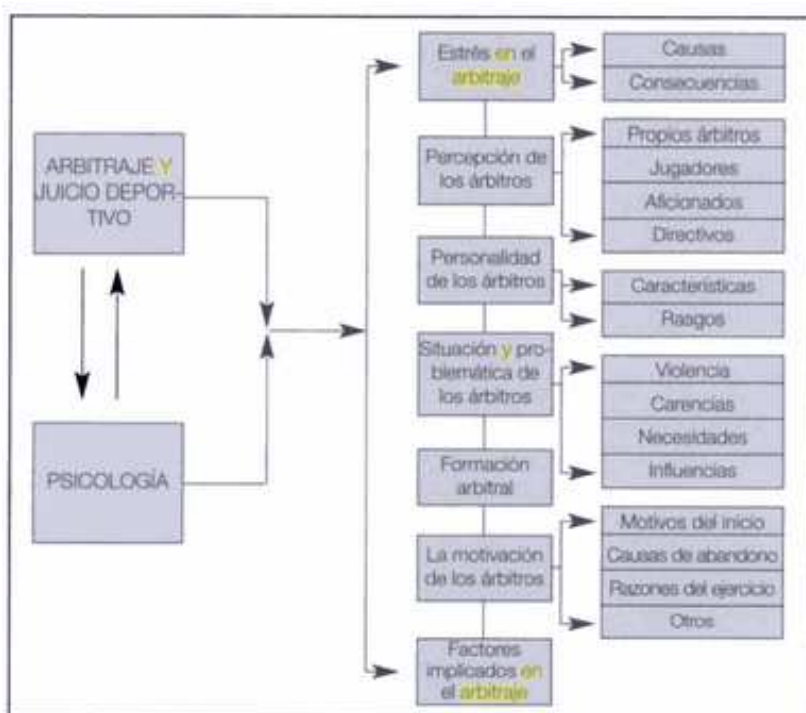 ARBITRAJE Y
JUICIO DEPOR-
TIVO
PSICOLOGÍA
Estrés en el
arbitraje
Causas
Consecuencias
Percepción de
los árbitros
Propios árbitros
Jugadores
Aficionados
Directivos
Personalidad
de los árbitros
Características
Rasgos
Situación y pro-
blemática de
los árbitros
Violencia
Carencias
Necesidades
Influencias
Formación
arbitral
La motivación
de los árbitros
Motivos del inicio
Causas de abandono
Razones del ejercicio
Otros
Factores
implicados en
el arbitraje